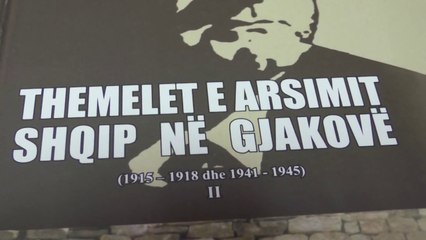 THEMELET E ARSIMIT
SHQIP NË GJAKOVË
(1915 – 1918 dhe 1941 - 1945)
II